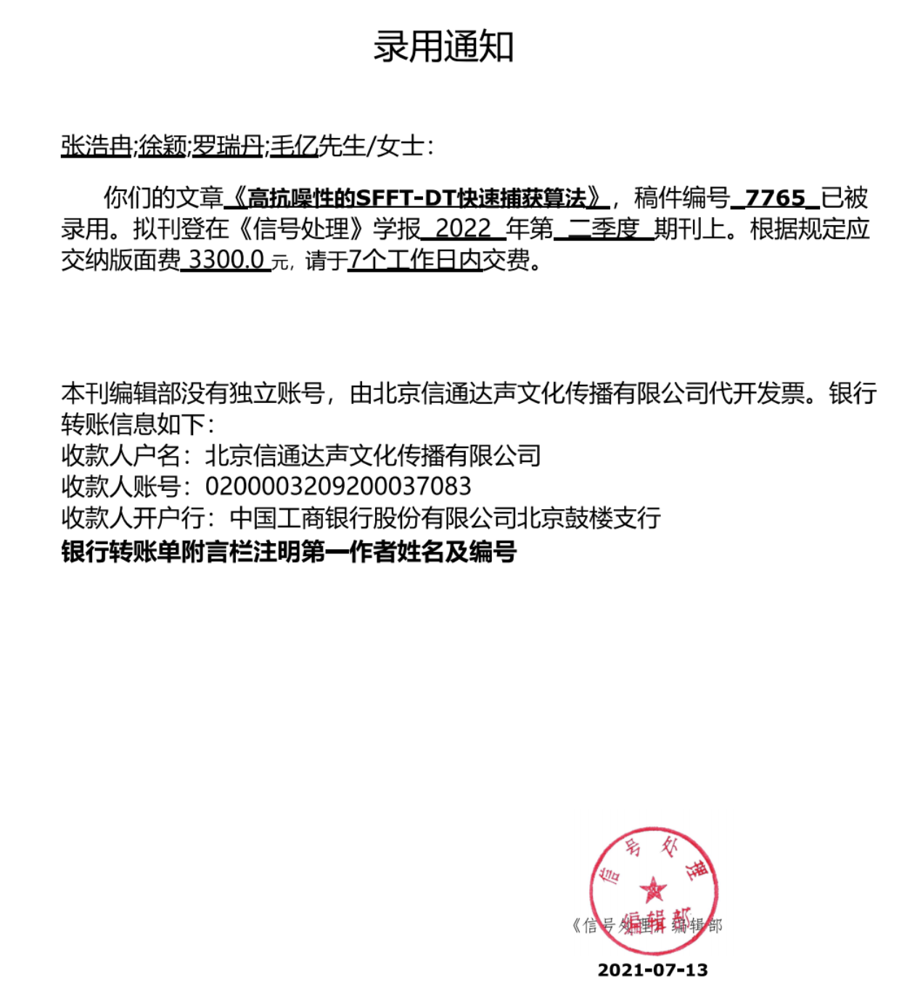 录用通知
张浩冉;徐颖;罗瑞丹;毛亿先生/女士：
你们的文章《高抗噪性的SFFT-DT快速捕获算法》，稿件编号 7765 已被
录用。拟刊登在《信号处理》学报 2022 年第 二季度 期刊上。根据规定应
交纳版面费 3300.0 元，请于7个工作日内交费。
本刊编辑部没有独立账号，由北京信通达声文化传播有限公司代开发票。银行
转账信息如下：
收款人户名：北京信通达声文化传播有限公司
收款人账号：0200003209200037083
收款人开户行：中国工商银行股份有限公司北京鼓楼支行
银行转账单附言栏注明第一作者姓名及编号
信号处理
编辑部
《信号处理》编辑部
2021-07-13